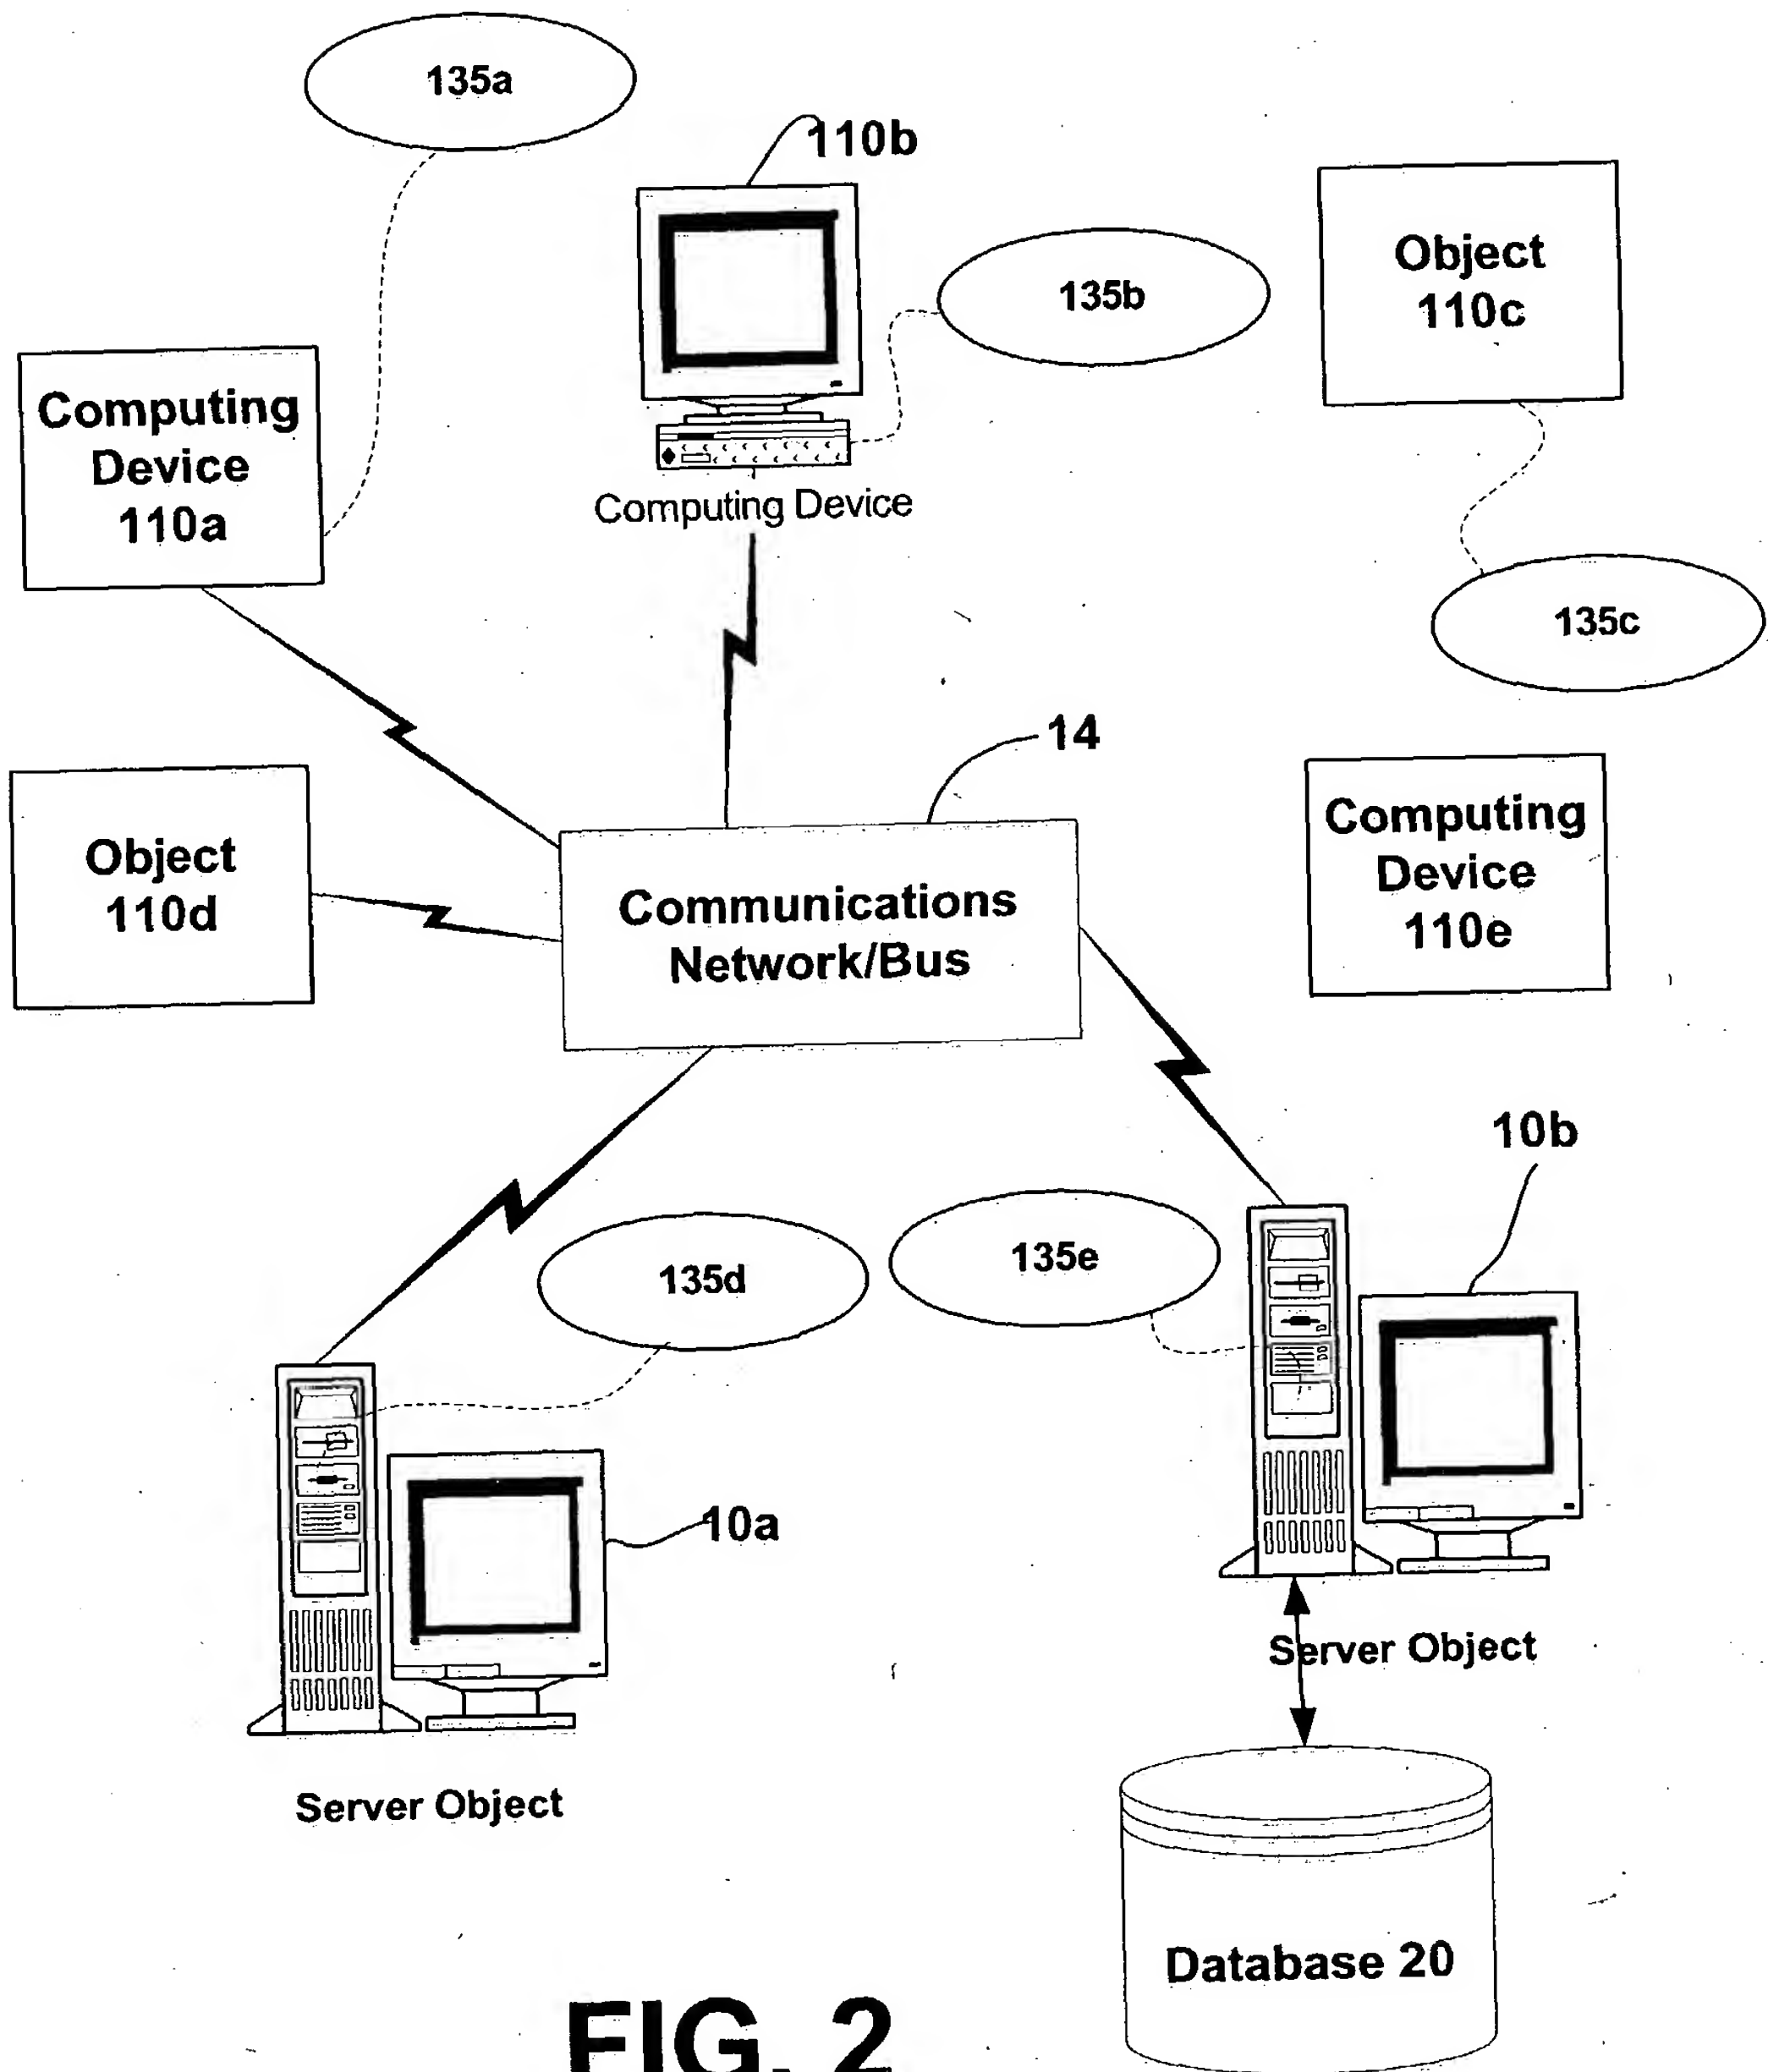 135a
110b
135b
Object
110c
Computing
Device
110a
Computing Device
135c
14
Object
110d
Communications
Network/Bus
Computing
Device
110e
10b
135d
135e
10a
Server Object
Server Object
Database 20
FIG. 2